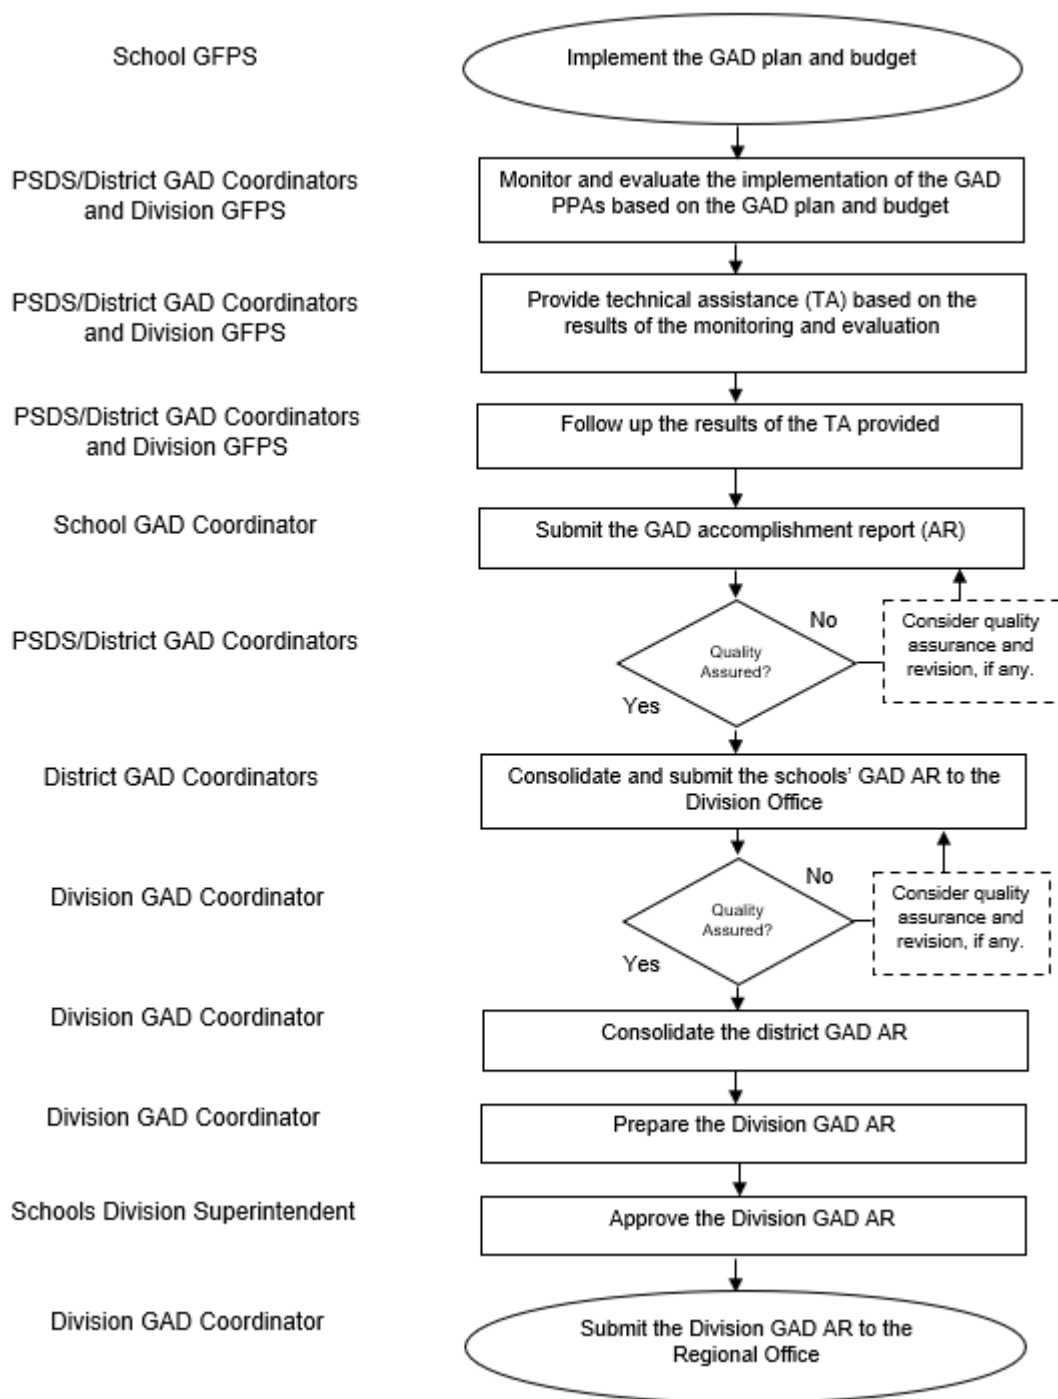 School GFPS
Implement the GAD plan and budget
PSDS/District GAD Coordinators
and Division GFPS
Monitor and evaluate the implementation of the GAD
PPAs based on the GAD plan and budget
PSDS/District GAD Coordinators
and Division GFPS
Provide technical assistance (TA) based on the
results of the monitoring and evaluation
PSDS/District GAD Coordinators
and Division GFPS
Follow up the results of the TA provided
School GAD Coordinator
Submit the GAD accomplishment report (AR)
PSDS/District GAD Coordinators
Quality
Assured?
No
Yes
Consider quality
assurance and
revision, if any.
District GAD Coordinators
Consolidate and submit the schools’ GAD AR to the
Division Office
Division GAD Coordinator
Quality
Assured?
No
Yes
Consider quality
assurance and
revision, if any.
Division GAD Coordinator
Consolidate the district GAD AR
Division GAD Coordinator
Prepare the Division GAD AR
Schools Division Superintendent
Approve the Division GAD AR
Division GAD Coordinator
Submit the Division GAD AR to the
Regional Office